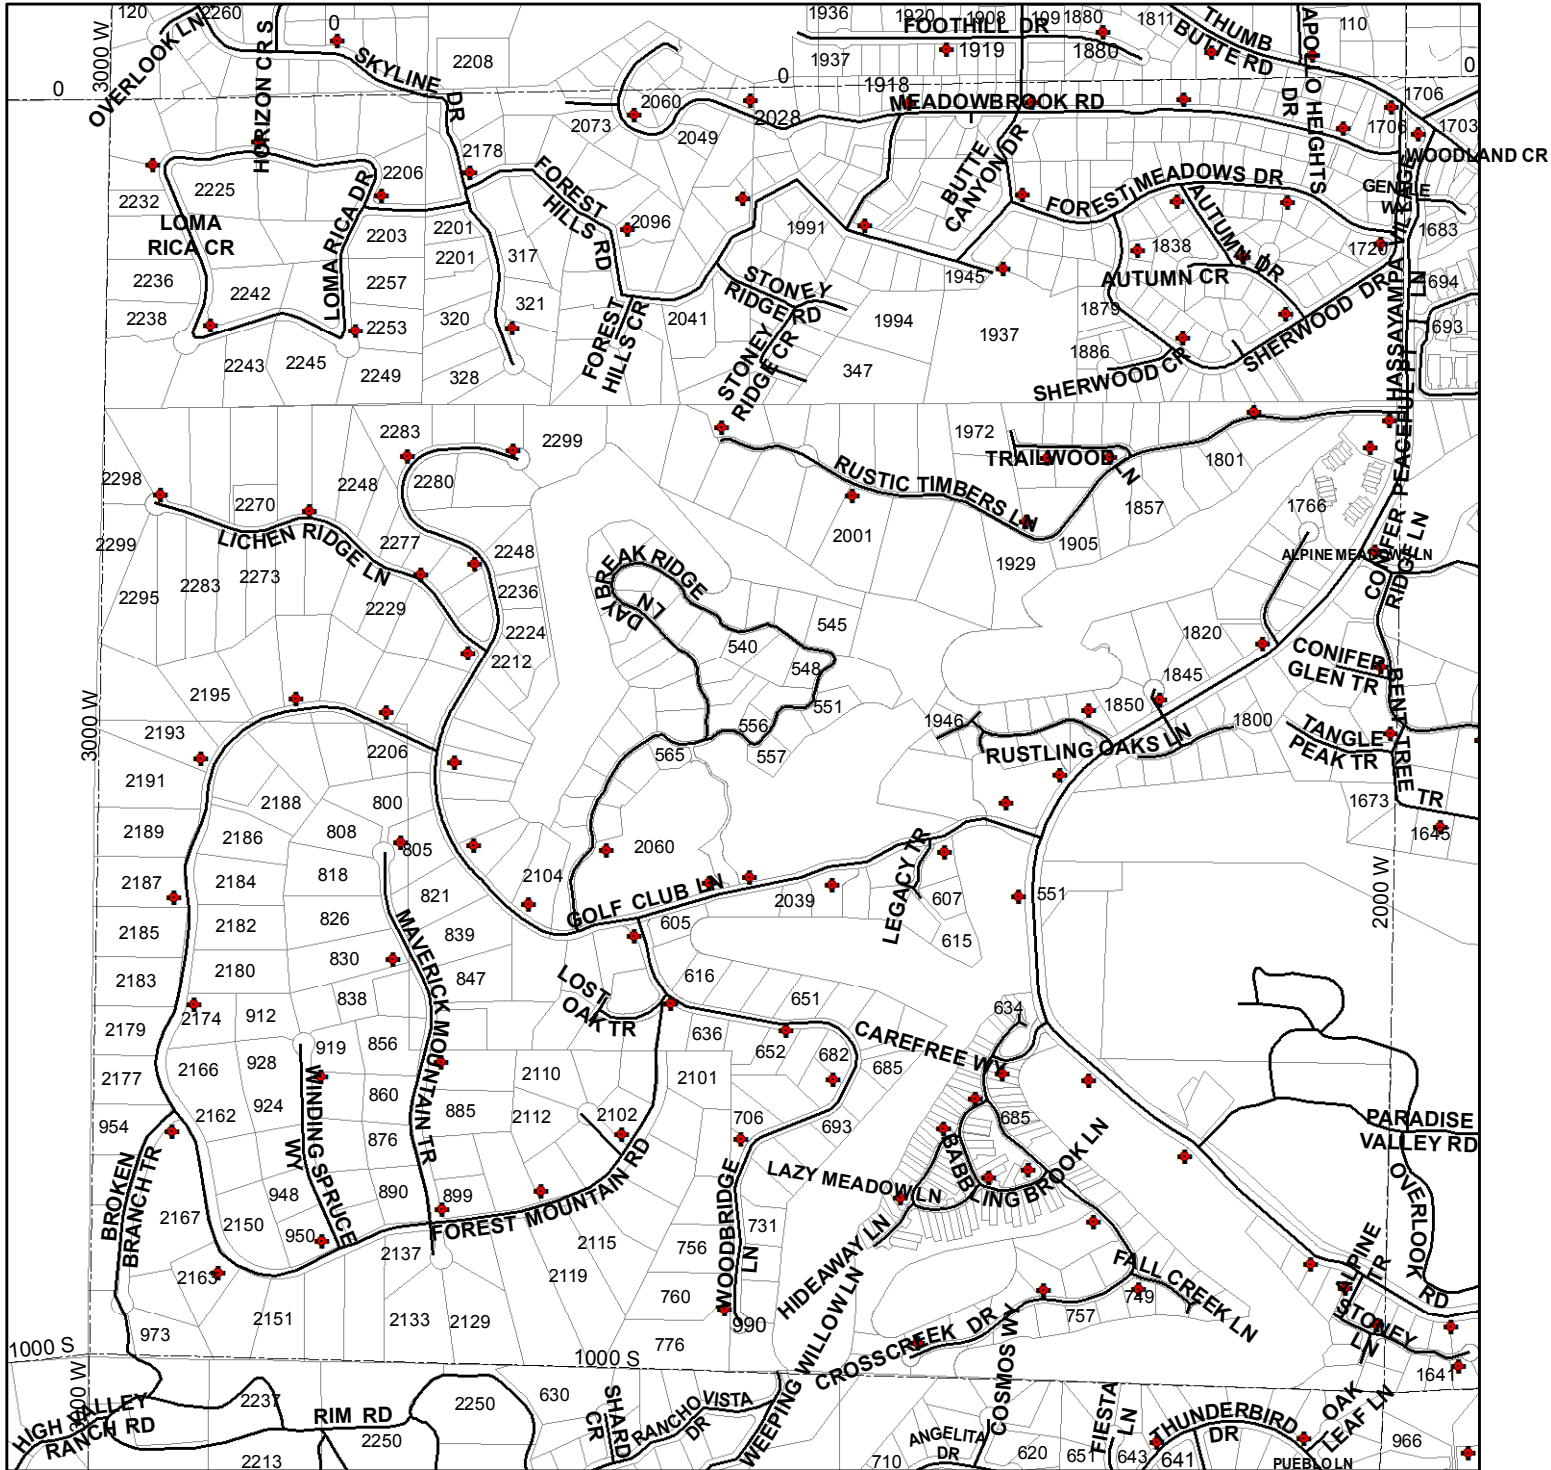 120
2260
OVERLOOK LN
3000 W
0
HORIZON CR S
0
SKYLINE DR
2208
2060
2073
2049
2028
0
1936
1920
1908
109
1880
1811
FOOTHILL DR
1919
1880
1937
1918
MEADOWBROOK RD
THUMB
BUTTE RD
APOLLO HEIGHTS
DR
110
0
1706
1706
1703
WOODLAND CR
GENTLE
WY
1683
1694
693
2232
2225
LOMA
RICA CR
2236
2238
2242
2243
2245
2249
2253
2257
2203
2206
LOMA RICA DR
2178
2201
2201
317
321
320
328
FOREST
HILLS RD
2096
FOREST
HILLS CR
2041
STONEY
RIDGE RD
STONEY
RIDGE CR
1991
1994
347
1945
1937
BUTTE
CANYON DR
FOREST MEADOWS DR
AUTUMN DR
1838
AUTUMN CR
1879
1886
SHERWOOD CR
SHERWOOD DR
1720
HASSAYAMPA VILLAGE
LN
PEACEFUL PT
2298
2270
2248
2283
2280
2299
2299
2283
2273
2295
LICHEN RIDGE LN
2277
2229
2248
2236
2224
2212
RUSTIC TIMBERS LN
2001
1972
TRAILWOOD
LN
1801
1857
1905
1929
1766
ALPINE MEADOWS LN
CONIFER
RIDGE LN
DAY BREAK RIDGE
LN
545
540
548
551
556
557
565
1820
1845
1850
1946
1800
RUSTLING OAKS LN
CONIFER
GLEN TR
TANGLE
PEAK TR
BENT TREE TR
1673
1645
2000 W
3000 W
2195
2193
2191
2189
2187
2185
2183
2179
2177
2206
2188
2186
2184
2182
2180
2174
2166
2162
800
808
805
818
821
826
830
838
839
847
MAVERICK MOUNTAIN TR
2104
2060
GOLF CLUB LN
2039
605
LEGACY TR
607
615
551
LOST
OAK TR
616
651
636
652
682
685
693
CAREFREE WY
634
685
912
919
856
928
924
860
876
885
890
899
948
950
WINDING SPRUCE
WY
2110
2112
2102
2101
706
954
BROKEN
BRANCH TR
2167
2150
2163
2151
2137
2133
2129
2119
2115
FOREST MOUNTAIN RD
756
760
776
731
WOODBRIDGE
LN
990
LAZY MEADOW LN
BABBLING BROOK LN
HIDEAWAY LN
WEEPING WILLOW LN
CROSSCREEK DR
COSMOS WY
757
749
FALL CREEK LN
PARADISE
VALLEY RD
OVERLOOK
RD
ALPINE
TR
STONEY
LN
1641
973
1000 S
1000 S
HIGH VALLEY
RANCH RD
2237
RIM RD
2250
2250
2213
630
SHARD
CR
RANCHO VISTA
DR
710
ANGELITA
DR
620
651
FIESTA
LN
643
641
THUNDERBIRD
DR
OAK
LEAF LN
PUEBLO LN
966